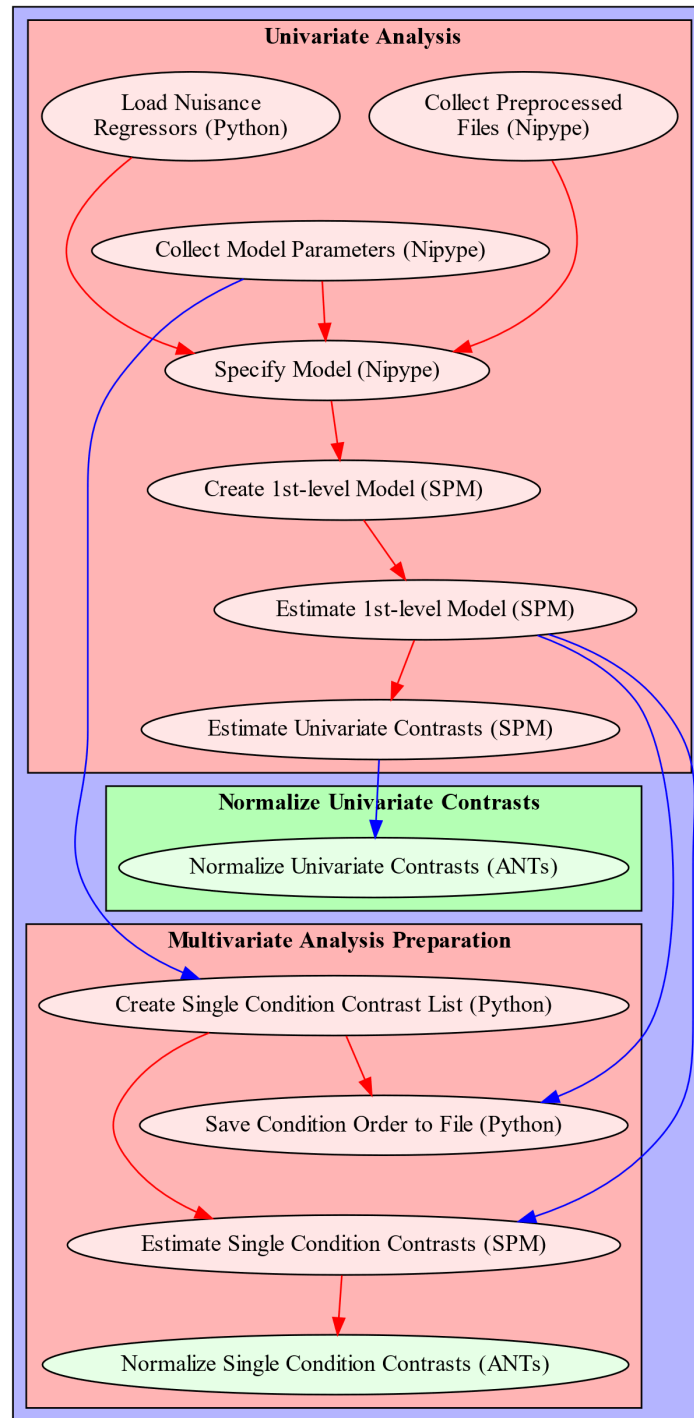 Univariate Analysis
Load Nuisance
Regressors (Python)
Collect Preprocessed
Files (Nipype)
Collect Model Parameters (Nipype)
Specify Model (Nipype)
Create 1st-level Model (SPM)
Estimate 1st-level Model (SPM)
Estimate Univariate Contrasts (SPM)
Normalize Univariate Contrasts
Normalize Univariate Contrasts (ANTs)
Multivariate Analysis Preparation
Create Single Condition Contrast List (Python)
Save Condition Order to File (Python)
Estimate Single Condition Contrasts (SPM)
Normalize Single Condition Contrasts (ANTs)